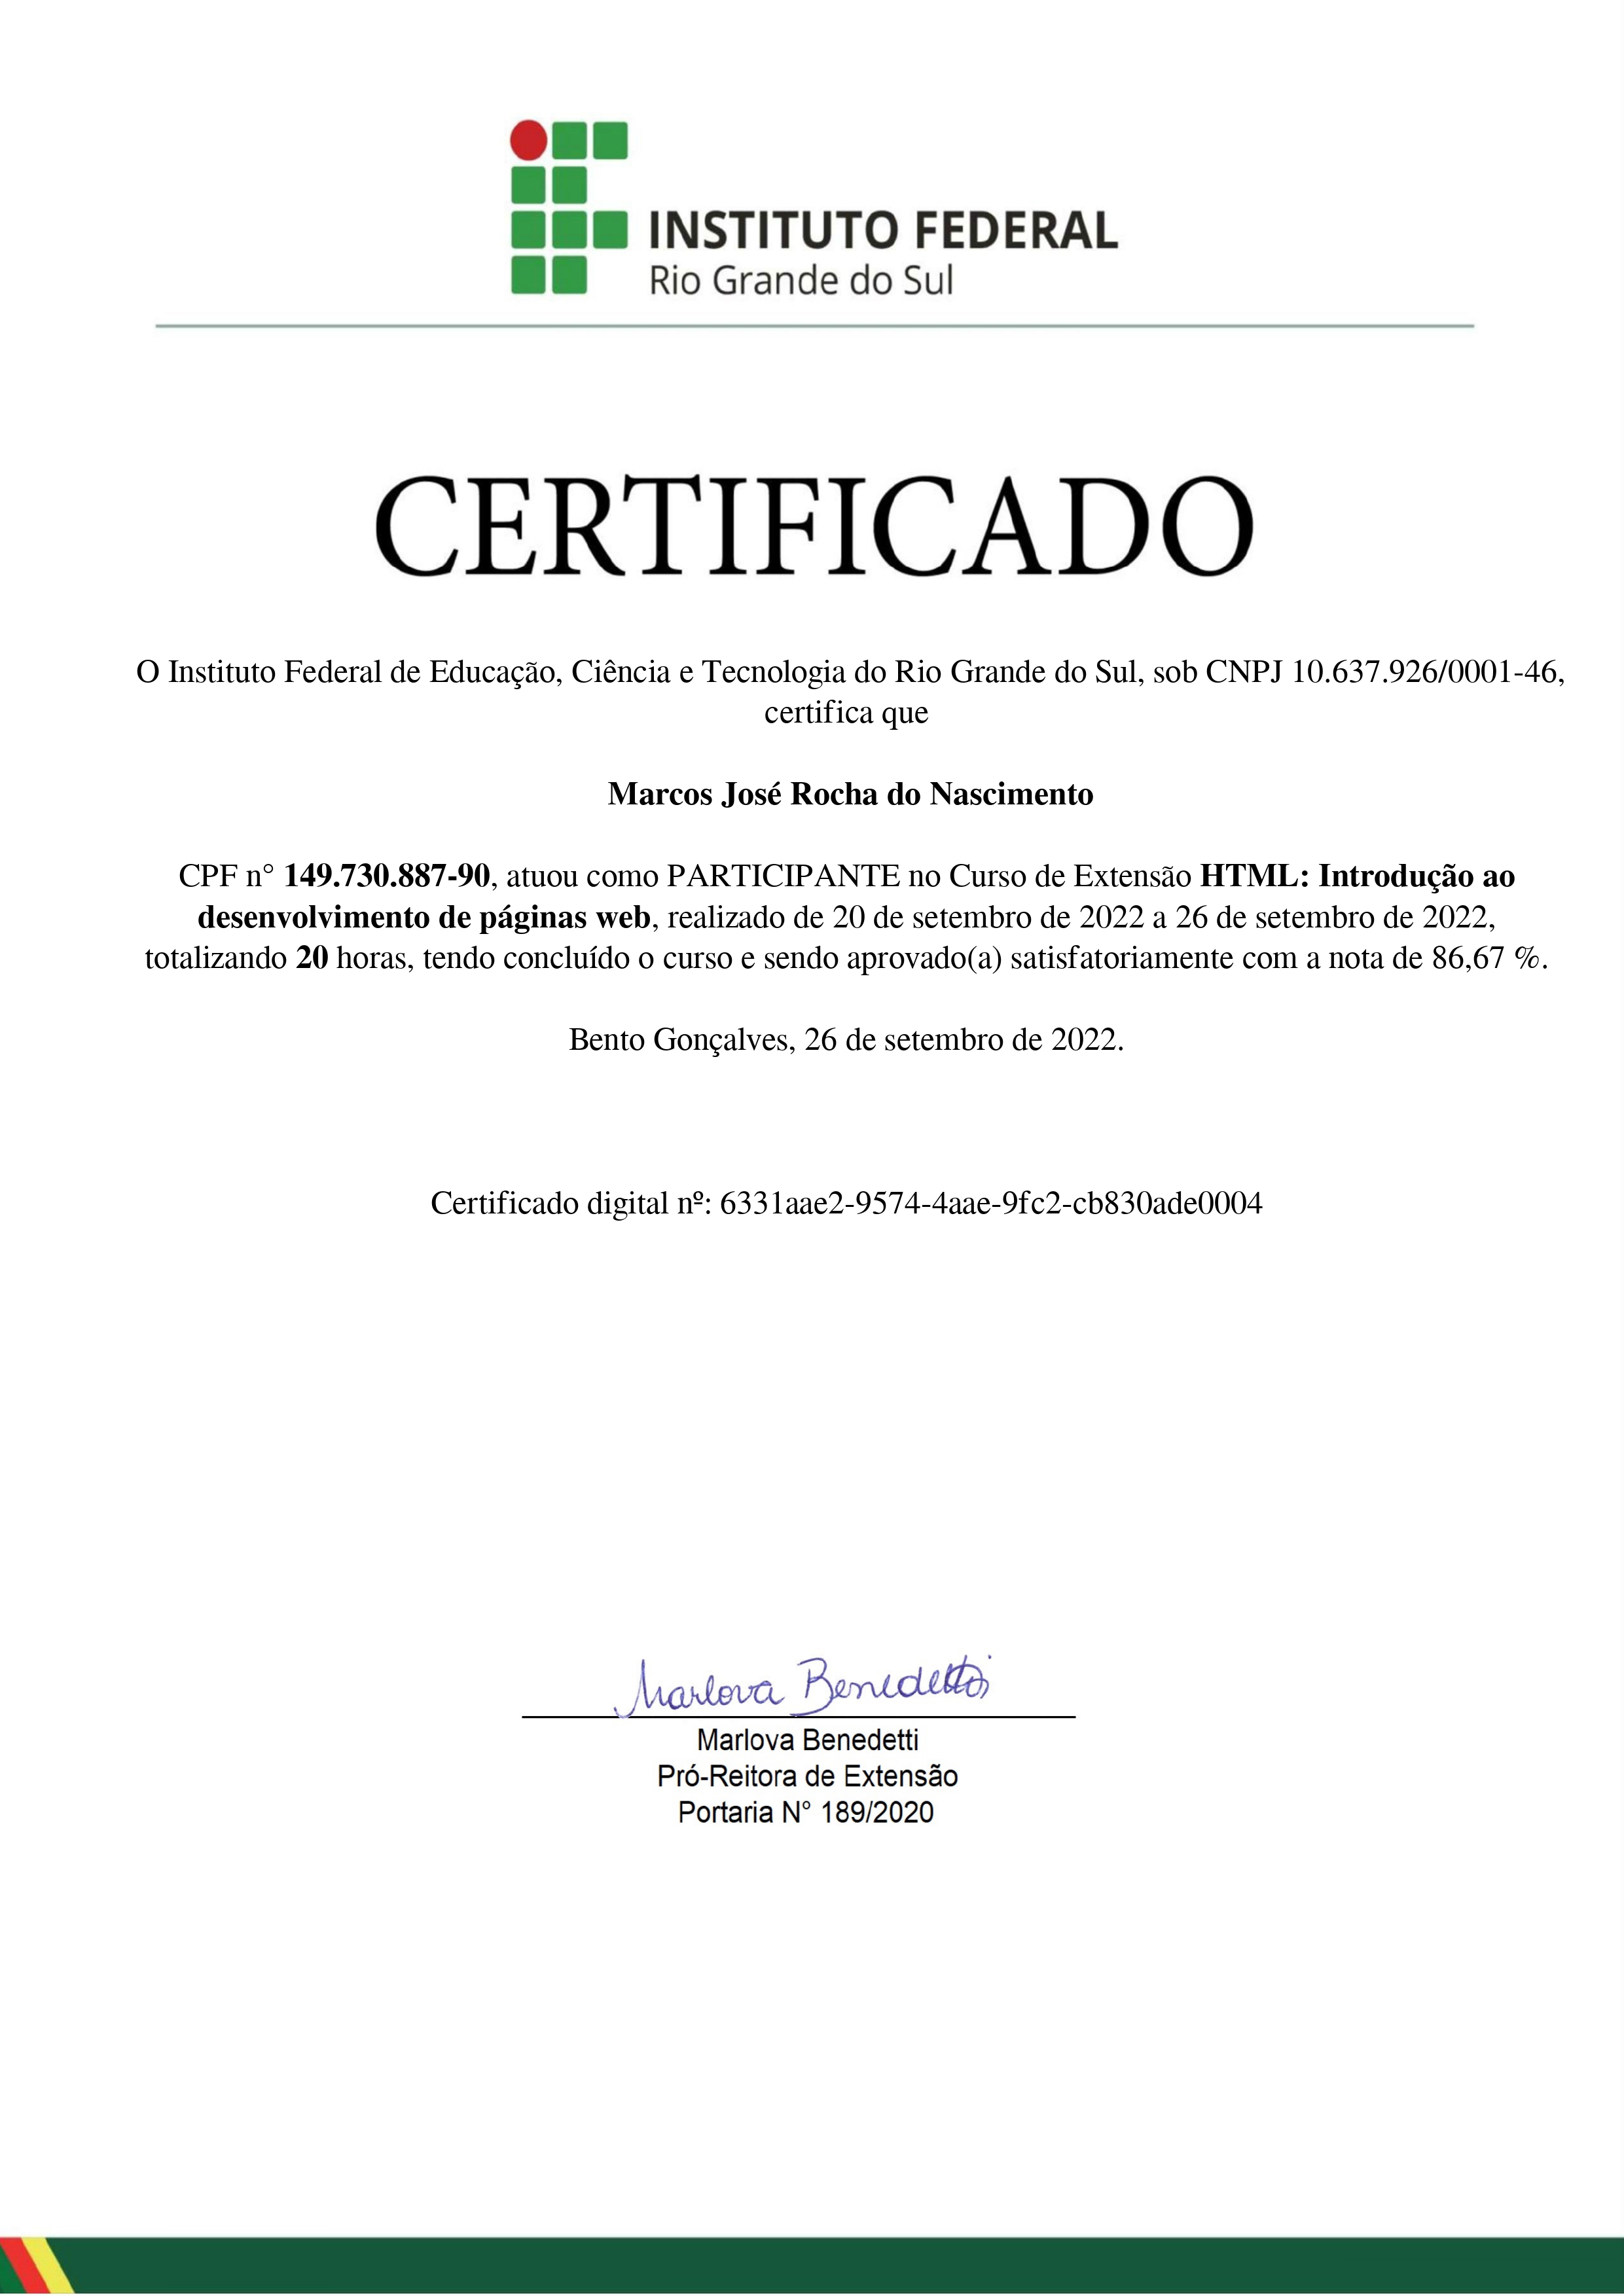 INSTITUTO FEDERAL
Rio Grande do Sul
CERTIFICADO
O Instituto Federal de Educação, Ciência e Tecnologia do Rio Grande do Sul, sob CNPJ 10.637.926/0001-46,
certifica que
Marcos José Rocha do Nascimento
CPF n° 149.730.887-90, atuou como PARTICIPANTE no Curso de Extensão HTML: Introdução ao
desenvolvimento de páginas web, realizado de 20 de setembro de 2022 a 26 de setembro de 2022,
totalizando 20 horas, tendo concluído o curso e sendo aprovado(a) satisfatoriamente com a nota de 86,67 %.
Bento Gonçalves, 26 de setembro de 2022.
Certificado digital nº: 6331aae2-9574-4aae-9fc2-cb830ade0004
Marlova Benedetti
Marlova Benedetti
Pró-Reitora de Extensão
Portaria N° 189/2020